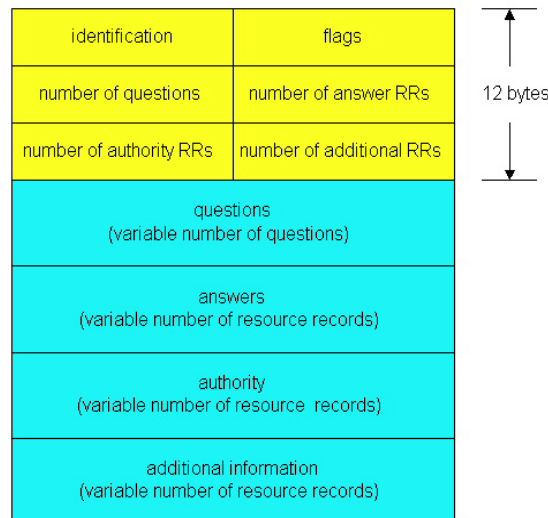 identification
flags
number of questions
number of answer RRs
12 bytes
number of authority RRs
number of additional RRs
questions
(variable number of questions)
answers
(variable number of resource records)
authority
(variable number of resource records)
additional information
(variable number of resource records)